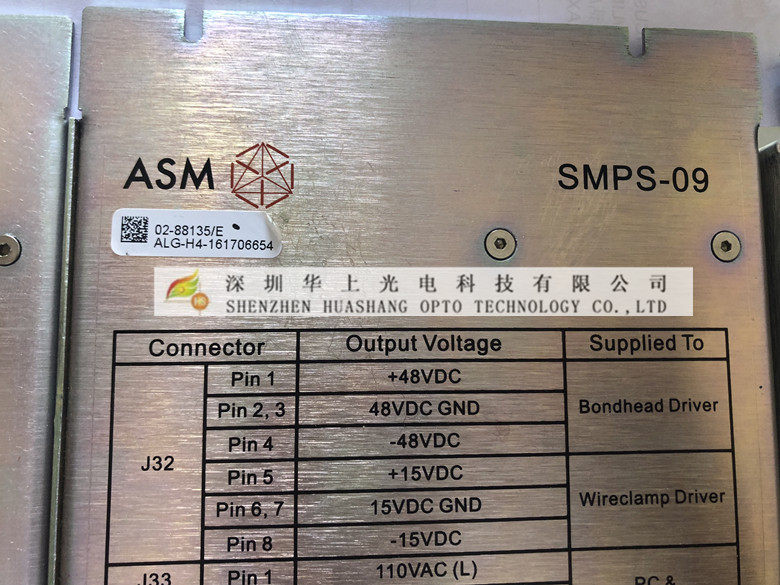 ASM
SMPS-09
02-88135/E
ALG-H4-161706654
深圳华上光电科技有限公司
SHENZHEN HUASHANG OPTO TECHNOLOGY CO.,LTD
Connector Output Voltage Supplied To
J32 Pin 1 +48VDC Bondhead Driver
Pin 2, 3 48VDC GND
Pin 4 -48VDC
Pin 5 +15VDC Wireclamp Driver
Pin 6, 7 15VDC GND
Pin 8 -15VDC
J33 Pin 1 110VAC (L) PC &